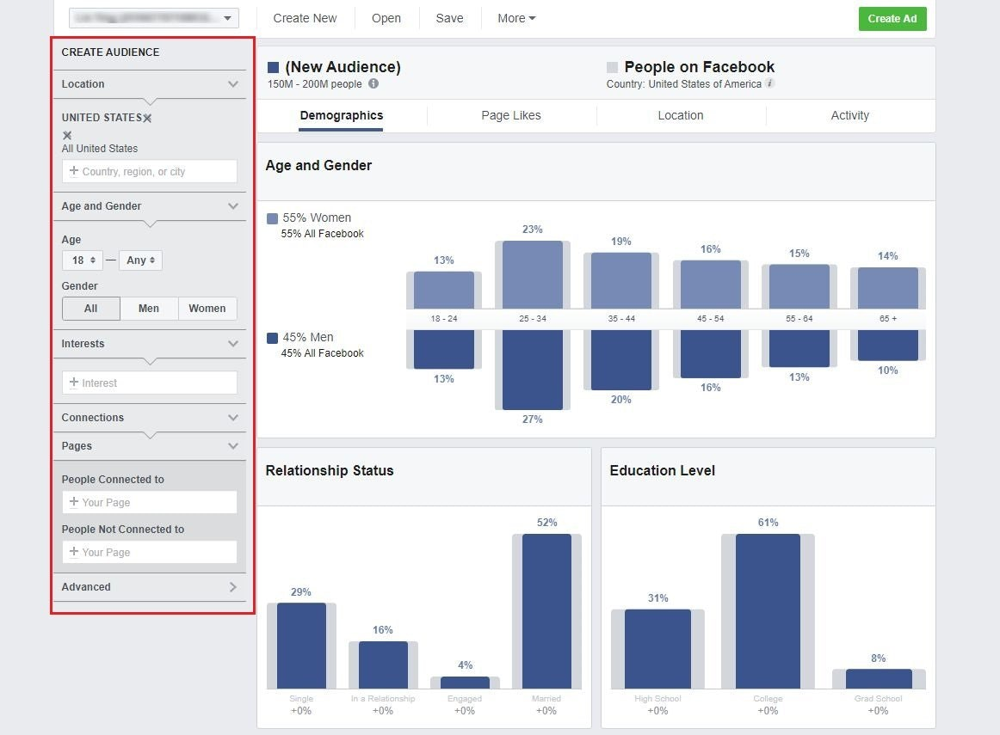 Create New
Open
Save
More
Create Ad
CREATE AUDIENCE
Location
UNITED STATES
All United States
+ Country, region, or city
Age and Gender
Age
18 — Any
Gender
All Men Women
Interests
+ Interest
Connections
Pages
People Connected to
+ Your Page
People Not Connected to
+ Your Page
Advanced
(New Audience)
150M - 200M people
People on Facebook
Country: United States of America
Demographics
Page Likes
Location
Activity
Age and Gender
55% Women
55% All Facebook
13% 23% 19% 16% 15% 14%
18 - 24 25 - 34 35 - 44 45 - 54 55 - 64 65 +
45% Men
45% All Facebook
13% 27% 20% 16% 13% 10%
Relationship Status
29% 16% 4% 52%
Single In a Relationship Engaged Married
+0% +0% +0% +0%
Education Level
31% 61% 8%
High School College Grad School
+0% +0% +0%